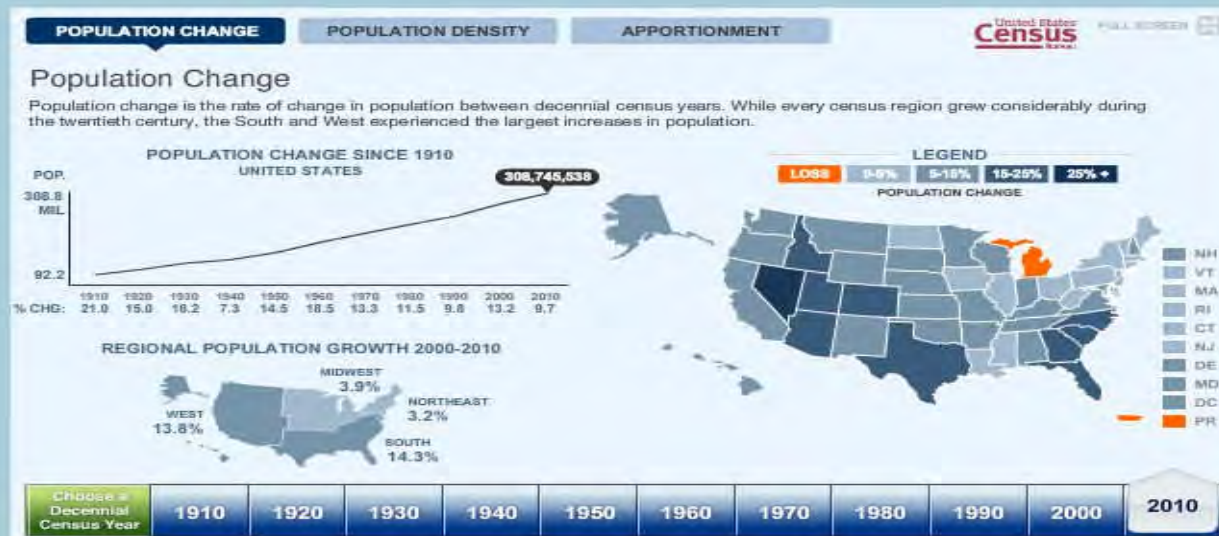 POPULATION CHANGE
POPULATION DENSITY
APPORTIONMENT
United States
Census
Bureau
FULL SCREEN
Population Change
Population change is the rate of change in population between decennial census years. While every census region grew considerably during
the twentieth century, the South and West experienced the largest increases in population.
POPULATION CHANGE SINCE 1910
UNITED STATES
POP.
308.8
MIL
308,745,538
92.2
1910 1920 1930 1940 1950 1960 1970 1980 1990 2000 2010
% CHG: 21.0 15.0 16.2 7.3 14.5 18.5 13.3 11.5 9.8 13.2 9.7
LEGEND
LOSS 0-5% 5-15% 15-25% 25% +
POPULATION CHANGE
NH
VT
MA
RI
CT
NJ
DE
MD
DC
PR
REGIONAL POPULATION GROWTH 2000-2010
MIDWEST
3.9%
NORTHEAST
3.2%
WEST
13.8%
SOUTH
14.3%
Choose a
Decennial
Census Year
1910 1920 1930 1940 1950 1960 1970 1980 1990 2000 2010